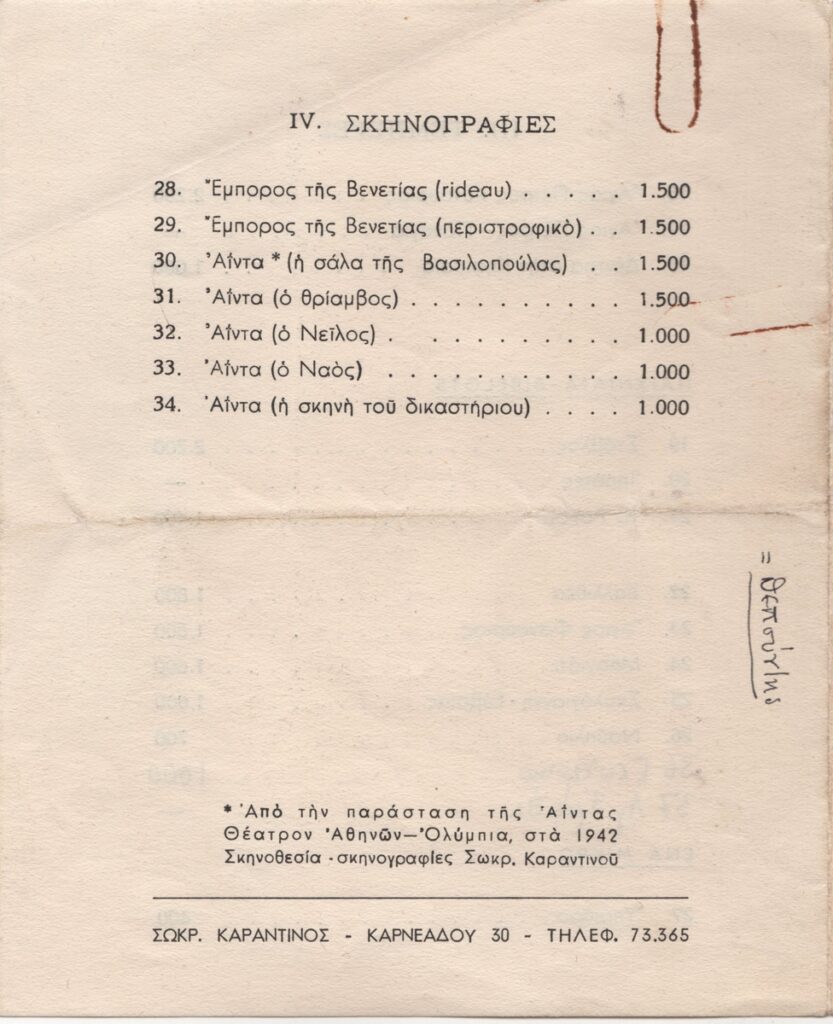 IV. ΣΚΗΝΟΓΡΑΦΙΕΣ
28. Ἔμπορος τῆς Βενετίας (rideau) . . . . . 1.500
29. Ἔμπορος τῆς Βενετίας (περιστροφικὸ) . . 1.500
30. Ἀΐντα * (ἡ σάλα τῆς Βασιλοπούλας) . . 1.500
31. Ἀΐντα (ὁ θρίαμβος) . . . . . . . . . . 1.500
32. Ἀΐντα (ὁ Νεῖλος) . . . . . . . . . . 1.000
33. Ἀΐντα (ὁ Ναὸς) . . . . . . . . . . . 1.000
34. Ἀΐντα (ἡ σκηνὴ τοῦ δικαστήριου) . . . . 1.000
* Ἀπὸ τὴν παράσταση τῆς Ἀΐντας
Θέατρον Ἀθηνῶν—Ὀλύμπια, στὰ 1942
Σκηνοθεσία - σκηνογραφίες Σωκρ. Καραντινοῦ
ΣΩΚΡ. ΚΑΡΑΝΤΙΝΟΣ - ΚΑΡΝΕΑΔΟΥ 30 - ΤΗΛΕΦ. 73.365